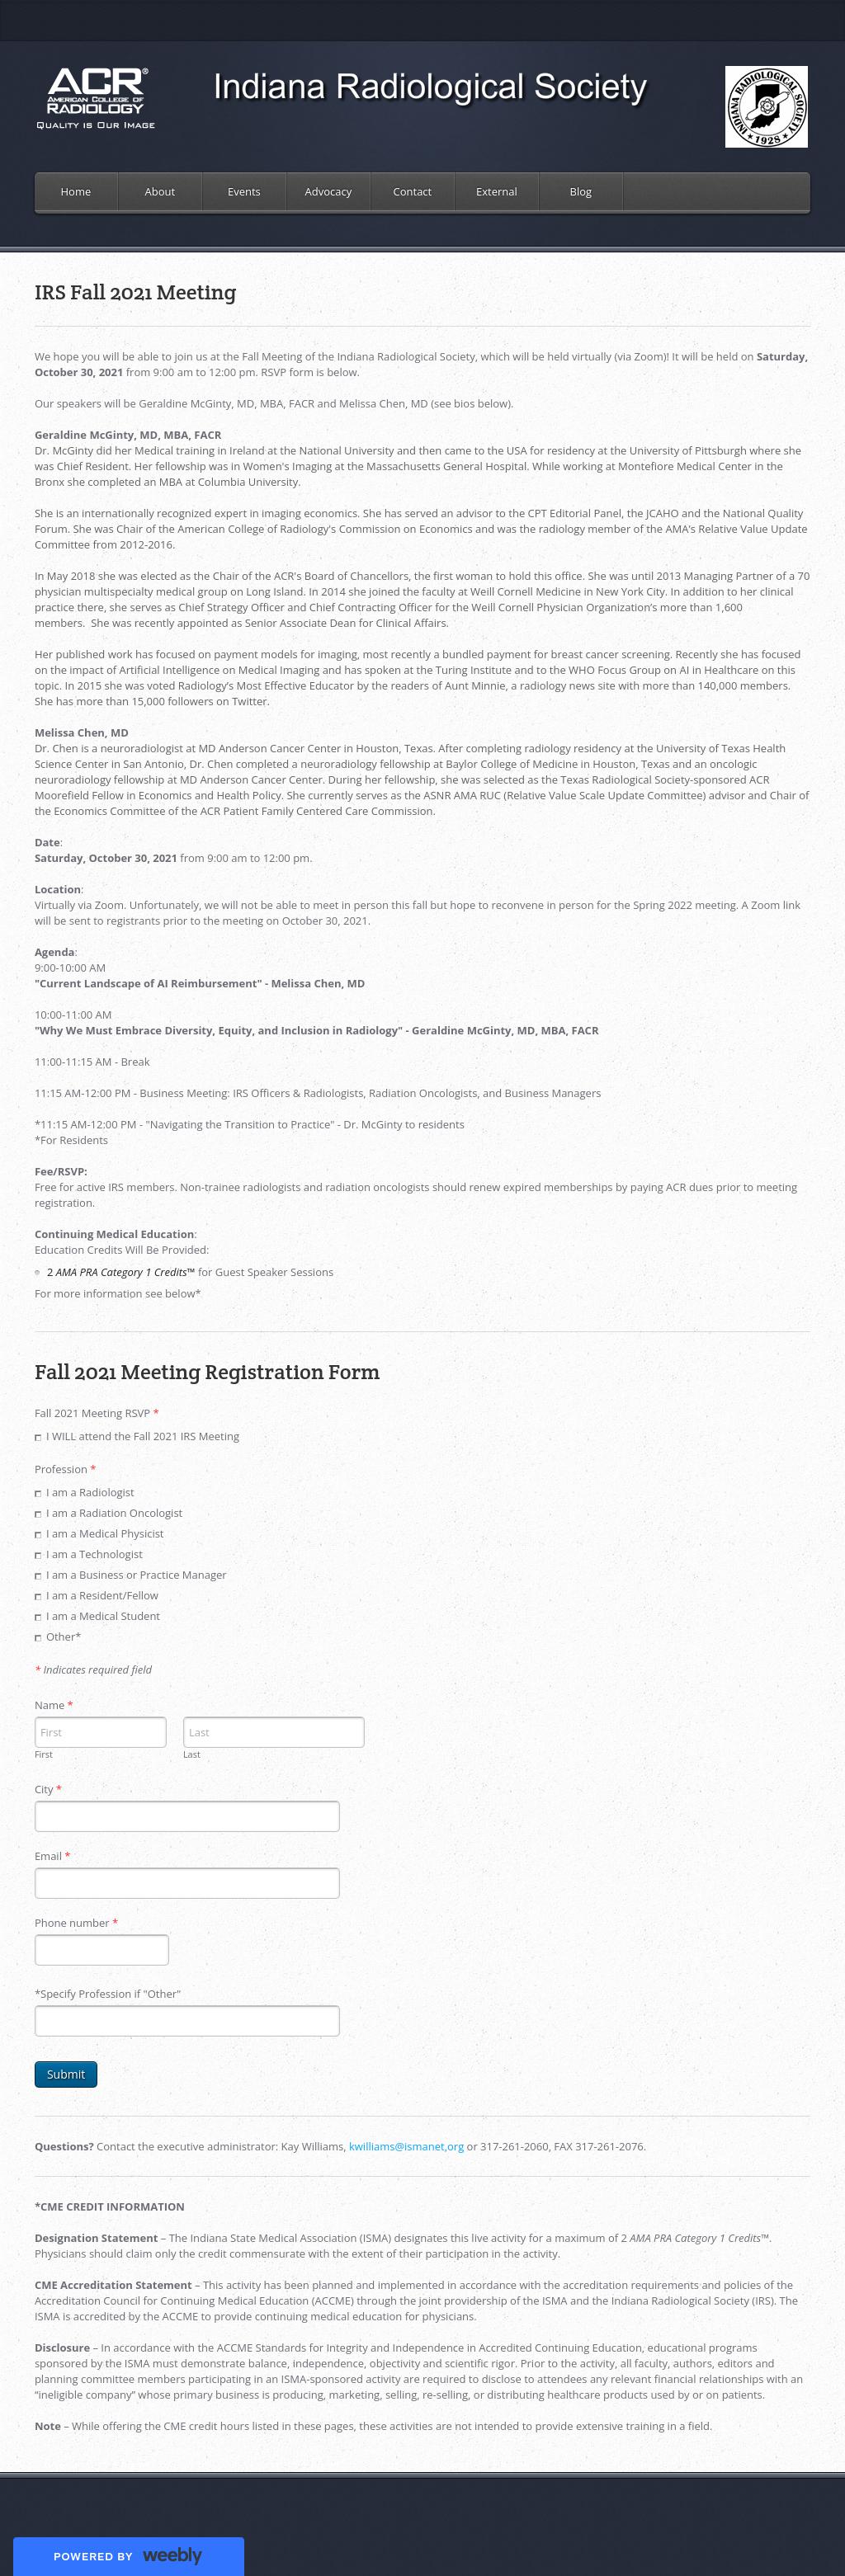 ACR®
AMERICAN COLLEGE OF
RADIOLOGY
QUALITY IS OUR IMAGE
Indiana Radiological Society
INDIANA RADIOLOGICAL SOCIETY
•1928•
Home About Events Advocacy Contact External Blog
IRS Fall 2021 Meeting
We hope you will be able to join us at the Fall Meeting of the Indiana Radiological Society, which will be held virtually (via Zoom)! It will be held on Saturday,
October 30, 2021 from 9:00 am to 12:00 pm. RSVP form is below.
Our speakers will be Geraldine McGinty, MD, MBA, FACR and Melissa Chen, MD (see bios below).
Geraldine McGinty, MD, MBA, FACR
Dr. McGinty did her Medical training in Ireland at the National University and then came to the USA for residency at the University of Pittsburgh where she
was Chief Resident. Her fellowship was in Women's Imaging at the Massachusetts General Hospital. While working at Montefiore Medical Center in the
Bronx she completed an MBA at Columbia University.
She is an internationally recognized expert in imaging economics. She has served an advisor to the CPT Editorial Panel, the JCAHO and the National Quality
Forum. She was Chair of the American College of Radiology's Commission on Economics and was the radiology member of the AMA's Relative Value Update
Committee from 2012-2016.
In May 2018 she was elected as the Chair of the ACR's Board of Chancellors, the first woman to hold this office. She was until 2013 Managing Partner of a 70
physician multispecialty medical group on Long Island. In 2014 she joined the faculty at Weill Cornell Medicine in New York City. In addition to her clinical
practice there, she serves as Chief Strategy Officer and Chief Contracting Officer for the Weill Cornell Physician Organization's more than 1,600
members.  She was recently appointed as Senior Associate Dean for Clinical Affairs.
Her published work has focused on payment models for imaging, most recently a bundled payment for breast cancer screening. Recently she has focused
on the impact of Artificial Intelligence on Medical Imaging and has spoken at the Turing Institute and to the WHO Focus Group on AI in Healthcare on this
topic. In 2015 she was voted Radiology's Most Effective Educator by the readers of Aunt Minnie, a radiology news site with more than 140,000 members.
She has more than 15,000 followers on Twitter.
Melissa Chen, MD
Dr. Chen is a neuroradiologist at MD Anderson Cancer Center in Houston, Texas. After completing radiology residency at the University of Texas Health
Science Center in San Antonio, Dr. Chen completed a neuroradiology fellowship at Baylor College of Medicine in Houston, Texas and an oncologic
neuroradiology fellowship at MD Anderson Cancer Center. During her fellowship, she was selected as the Texas Radiological Society-sponsored ACR
Moorefield Fellow in Economics and Health Policy. She currently serves as the ASNR AMA RUC (Relative Value Scale Update Committee) advisor and Chair of
the Economics Committee of the ACR Patient Family Centered Care Commission.
Date:
Saturday, October 30, 2021 from 9:00 am to 12:00 pm.
Location:
Virtually via Zoom. Unfortunately, we will not be able to meet in person this fall but hope to reconvene in person for the Spring 2022 meeting. A Zoom link
will be sent to registrants prior to the meeting on October 30, 2021.
Agenda:
9:00-10:00 AM
"Current Landscape of AI Reimbursement" - Melissa Chen, MD
10:00-11:00 AM
"Why We Must Embrace Diversity, Equity, and Inclusion in Radiology" - Geraldine McGinty, MD, MBA, FACR
11:00-11:15 AM - Break
11:15 AM-12:00 PM - Business Meeting: IRS Officers & Radiologists, Radiation Oncologists, and Business Managers
*11:15 AM-12:00 PM - "Navigating the Transition to Practice" - Dr. McGinty to residents
*For Residents
Fee/RSVP:
Free for active IRS members. Non-trainee radiologists and radiation oncologists should renew expired memberships by paying ACR dues prior to meeting
registration.
Continuing Medical Education:
Education Credits Will Be Provided:
2 AMA PRA Category 1 Credits™ for Guest Speaker Sessions
For more information see below*
Fall 2021 Meeting Registration Form
Fall 2021 Meeting RSVP *
I WILL attend the Fall 2021 IRS Meeting
Profession *
I am a Radiologist
I am a Radiation Oncologist
I am a Medical Physicist
I am a Technologist
I am a Business or Practice Manager
I am a Resident/Fellow
I am a Medical Student
Other*
* Indicates required field
Name *
First Last
First Last
City *
Email *
Phone number *
*Specify Profession if "Other"
Submit
Questions? Contact the executive administrator: Kay Williams, kwilliams@ismanet,org or 317-261-2060, FAX 317-261-2076.
*CME CREDIT INFORMATION
Designation Statement – The Indiana State Medical Association (ISMA) designates this live activity for a maximum of 2 AMA PRA Category 1 Credits™.
Physicians should claim only the credit commensurate with the extent of their participation in the activity.
CME Accreditation Statement – This activity has been planned and implemented in accordance with the accreditation requirements and policies of the
Accreditation Council for Continuing Medical Education (ACCME) through the joint providership of the ISMA and the Indiana Radiological Society (IRS). The
ISMA is accredited by the ACCME to provide continuing medical education for physicians.
Disclosure – In accordance with the ACCME Standards for Integrity and Independence in Accredited Continuing Education, educational programs
sponsored by the ISMA must demonstrate balance, independence, objectivity and scientific rigor. Prior to the activity, all faculty, authors, editors and
planning committee members participating in an ISMA-sponsored activity are required to disclose to attendees any relevant financial relationships with an
“ineligible company” whose primary business is producing, marketing, selling, re-selling, or distributing healthcare products used by or on patients.
Note – While offering the CME credit hours listed in these pages, these activities are not intended to provide extensive training in a field.
POWERED BY weebly